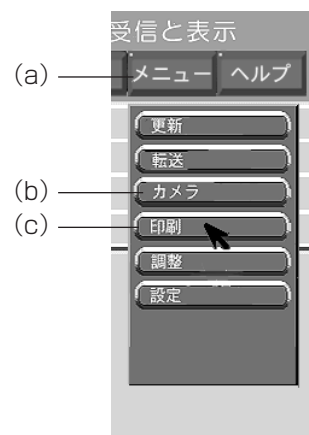 受信と表示
(a) メニュー ヘルプ
更新
転送
(b) カメラ
(c) 印刷
調整
設定